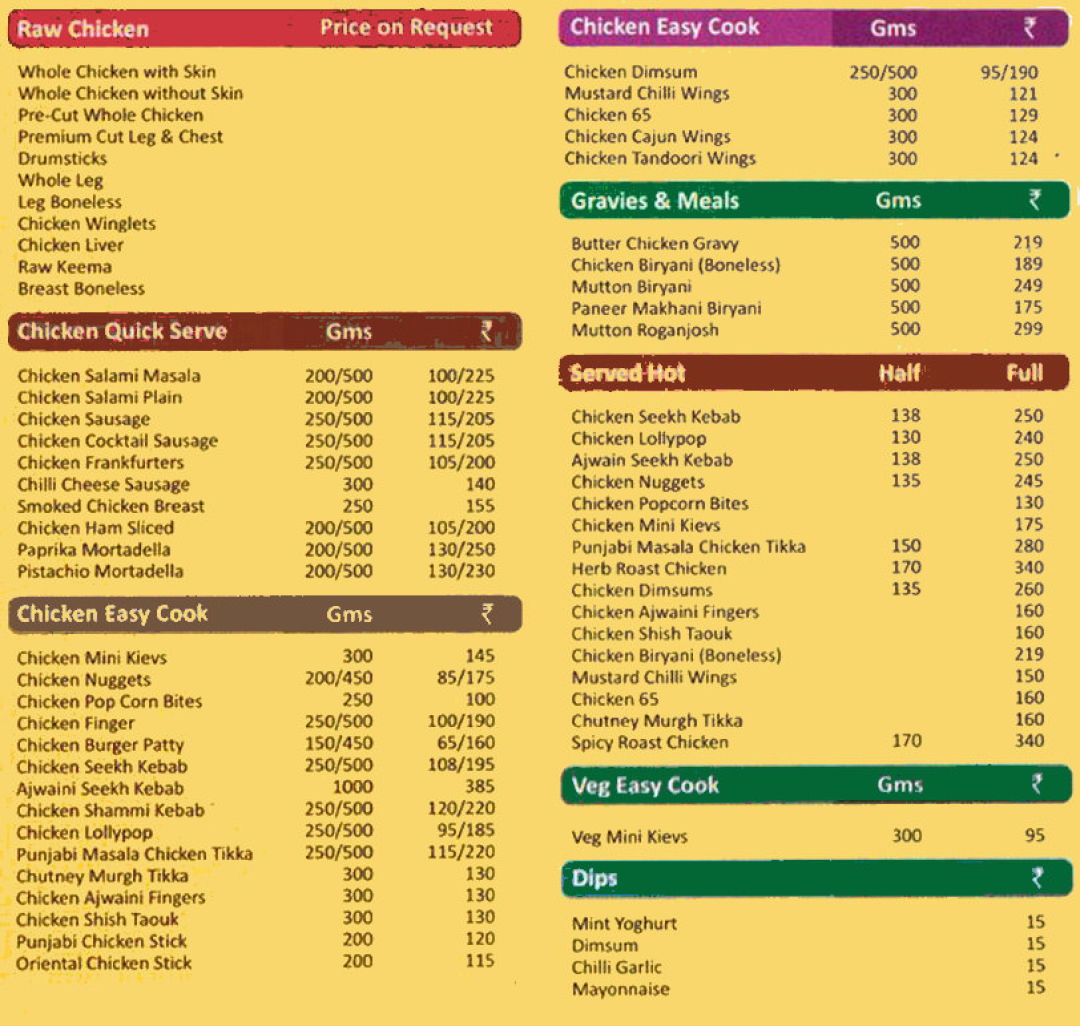 Raw Chicken Price on Request
Whole Chicken with Skin
Whole Chicken without Skin
Pre-Cut Whole Chicken
Premium Cut Leg & Chest
Drumsticks
Whole Leg
Leg Boneless
Chicken Winglets
Chicken Liver
Raw Keema
Breast Boneless
Chicken Quick Serve Gms ₹
Chicken Salami Masala 200/500 100/225
Chicken Salami Plain 200/500 100/225
Chicken Sausage 250/500 115/205
Chicken Cocktail Sausage 250/500 115/205
Chicken Frankfurters 250/500 105/200
Chilli Cheese Sausage 300 140
Smoked Chicken Breast 250 155
Chicken Ham Sliced 200/500 105/200
Paprika Mortadella 200/500 130/250
Pistachio Mortadella 200/500 130/230
Chicken Easy Cook Gms ₹
Chicken Mini Kievs 300 145
Chicken Nuggets 200/450 85/175
Chicken Pop Corn Bites 250 100
Chicken Finger 250/500 100/190
Chicken Burger Patty 150/450 65/160
Chicken Seekh Kebab 250/500 108/195
Ajwaini Seekh Kebab 1000 385
Chicken Shammi Kebab 250/500 120/220
Chicken Lollypop 250/500 95/185
Punjabi Masala Chicken Tikka 250/500 115/220
Chutney Murgh Tikka 300 130
Chicken Ajwaini Fingers 300 130
Chicken Shish Taouk 300 130
Punjabi Chicken Stick 200 120
Oriental Chicken Stick 200 115
Chicken Easy Cook Gms ₹
Chicken Dimsum 250/500 95/190
Mustard Chilli Wings 300 121
Chicken 65 300 129
Chicken Cajun Wings 300 124
Chicken Tandoori Wings 300 124
Gravies & Meals Gms ₹
Butter Chicken Gravy 500 219
Chicken Biryani (Boneless) 500 189
Mutton Biryani 500 249
Paneer Makhani Biryani 500 175
Mutton Roganjosh 500 299
Served Hot Half Full
Chicken Seekh Kebab 138 250
Chicken Lollypop 130 240
Ajwain Seekh Kebab 138 250
Chicken Nuggets 135 245
Chicken Popcorn Bites 130
Chicken Mini Kievs 175
Punjabi Masala Chicken Tikka 150 280
Herb Roast Chicken 170 340
Chicken Dimsums 135 260
Chicken Ajwaini Fingers 160
Chicken Shish Taouk 160
Chicken Biryani (Boneless) 219
Mustard Chilli Wings 150
Chicken 65 160
Chutney Murgh Tikka 160
Spicy Roast Chicken 170 340
Veg Easy Cook Gms ₹
Veg Mini Kievs 300 95
Dips ₹
Mint Yoghurt 15
Dimsum 15
Chilli Garlic 15
Mayonnaise 15